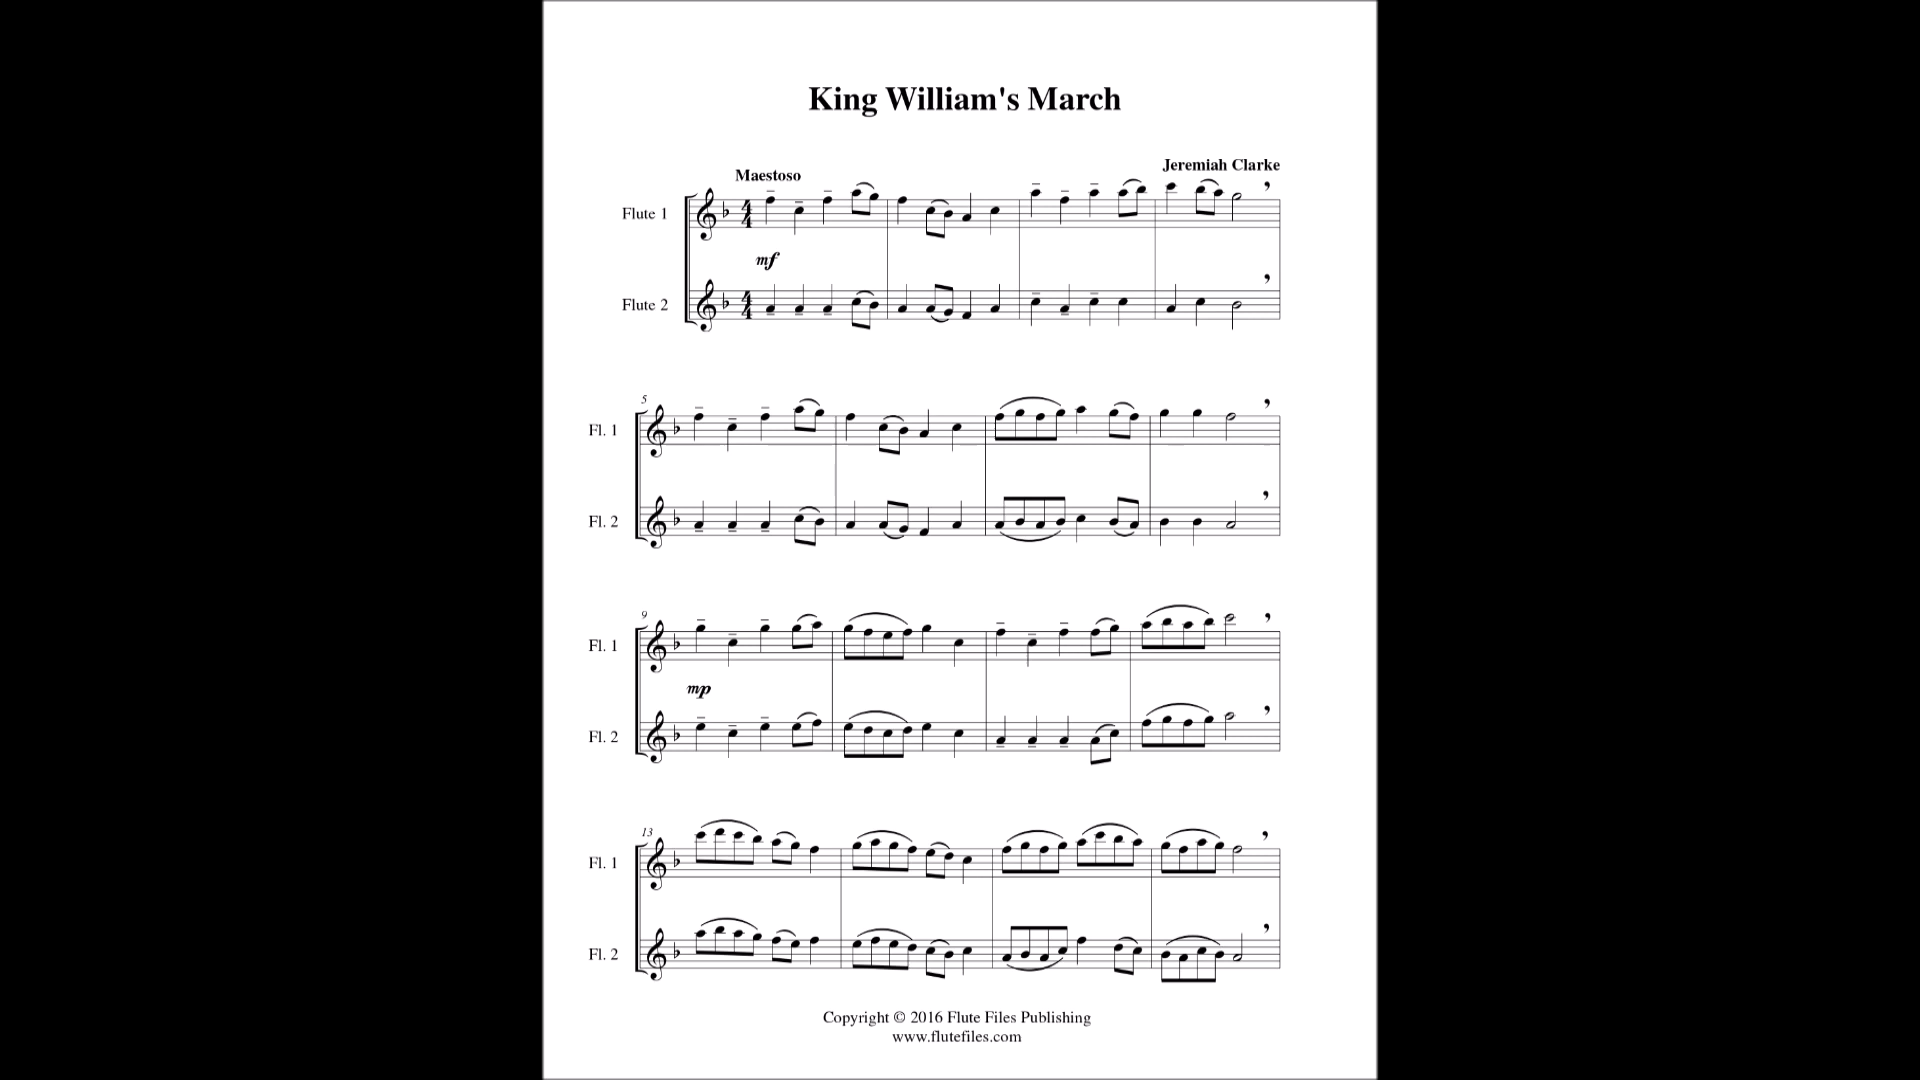 King William's March
Jeremiah Clarke
Maestoso
Flute 1
mf
Flute 2
5
Fl. 1
Fl. 2
9
Fl. 1
mp
Fl. 2
13
Fl. 1
Fl. 2
Copyright © 2016 Flute Files Publishing
www.flutefiles.com